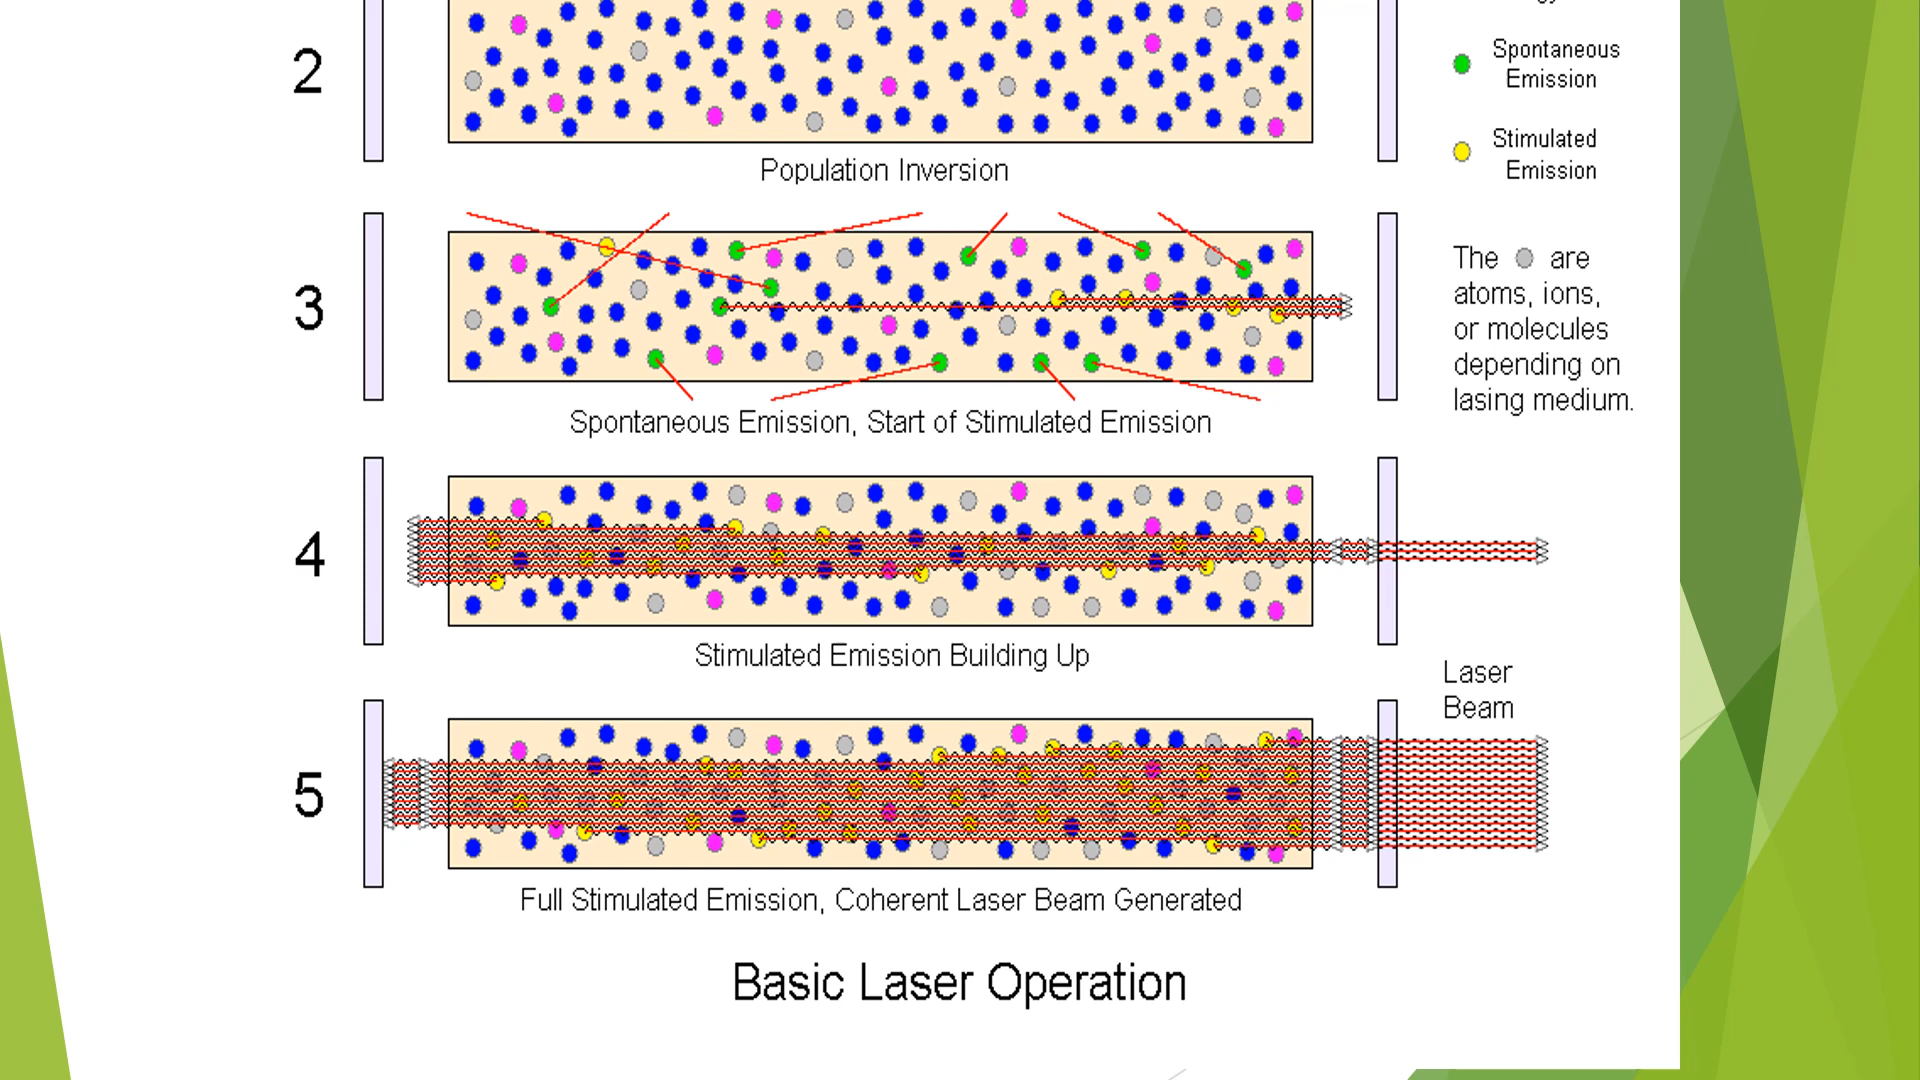 2
Spontaneous
Emission
Stimulated
Emission
Population Inversion
3
The are
atoms, ions,
or molecules
depending on
lasing medium.
Spontaneous Emission, Start of Stimulated Emission
4
Stimulated Emission Building Up
Laser
Beam
5
Full Stimulated Emission, Coherent Laser Beam Generated
Basic Laser Operation